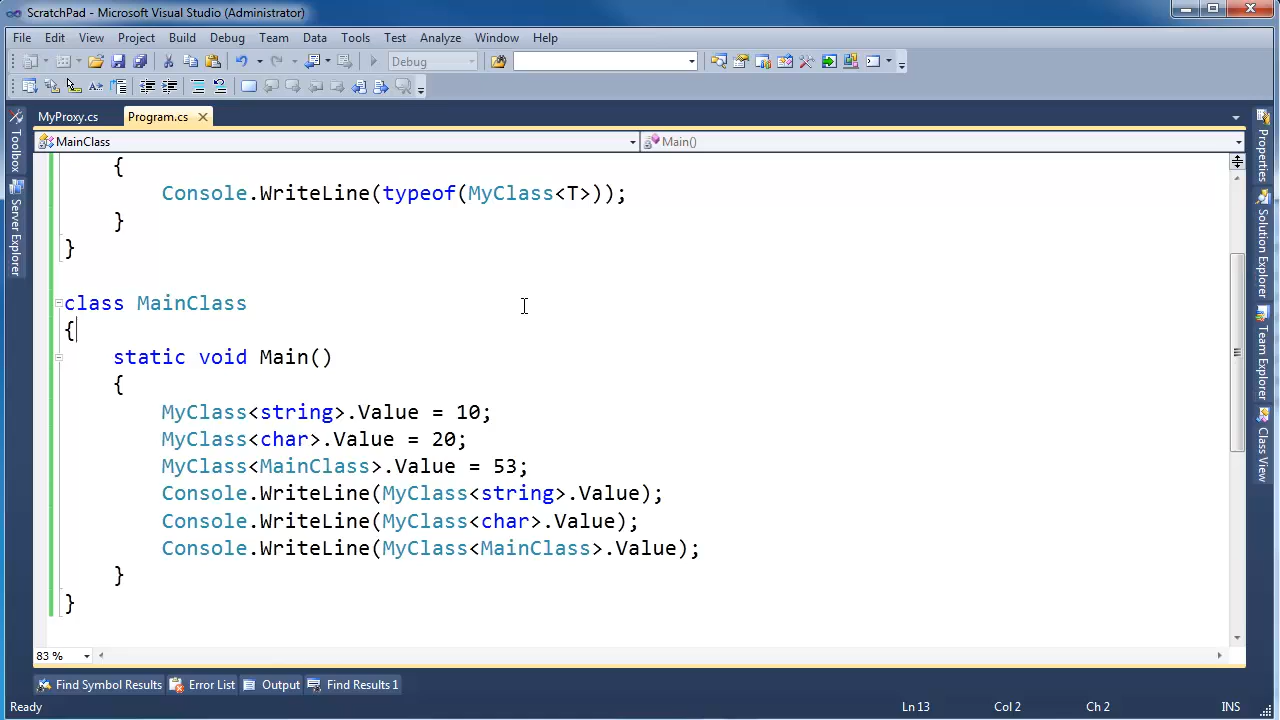 ScratchPad - Microsoft Visual Studio (Administrator)
File Edit View Project Build Debug Team Data Tools Test Analyze Window Help
Debug
MyProxy.cs Program.cs
MainClass Main()
{
Console.WriteLine(typeof(MyClass<T>));
}
}
class MainClass
{
static void Main()
{
MyClass<string>.Value = 10;
MyClass<char>.Value = 20;
MyClass<MainClass>.Value = 53;
Console.WriteLine(MyClass<string>.Value);
Console.WriteLine(MyClass<char>.Value);
Console.WriteLine(MyClass<MainClass>.Value);
}
}
83 %
Find Symbol Results Error List Output Find Results 1
Ready Ln 13 Col 2 Ch 2 INS
Toolbox
Server Explorer
Properties
Solution Explorer
Team Explorer
Class View